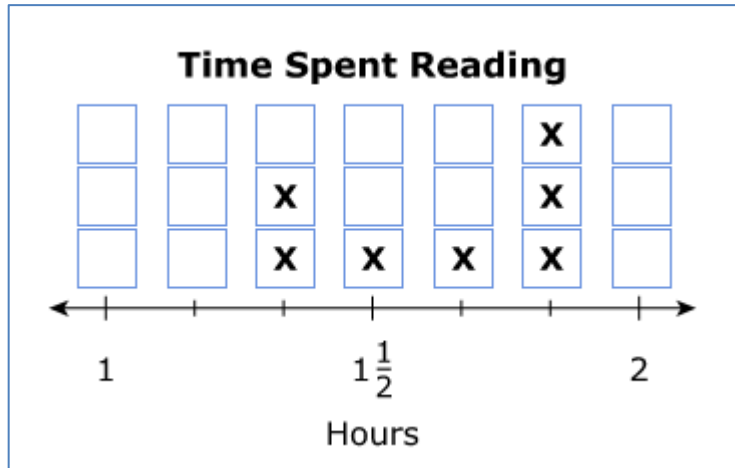 Time Spent Reading
X
X X
X X X X
1 1 1/2 2
Hours